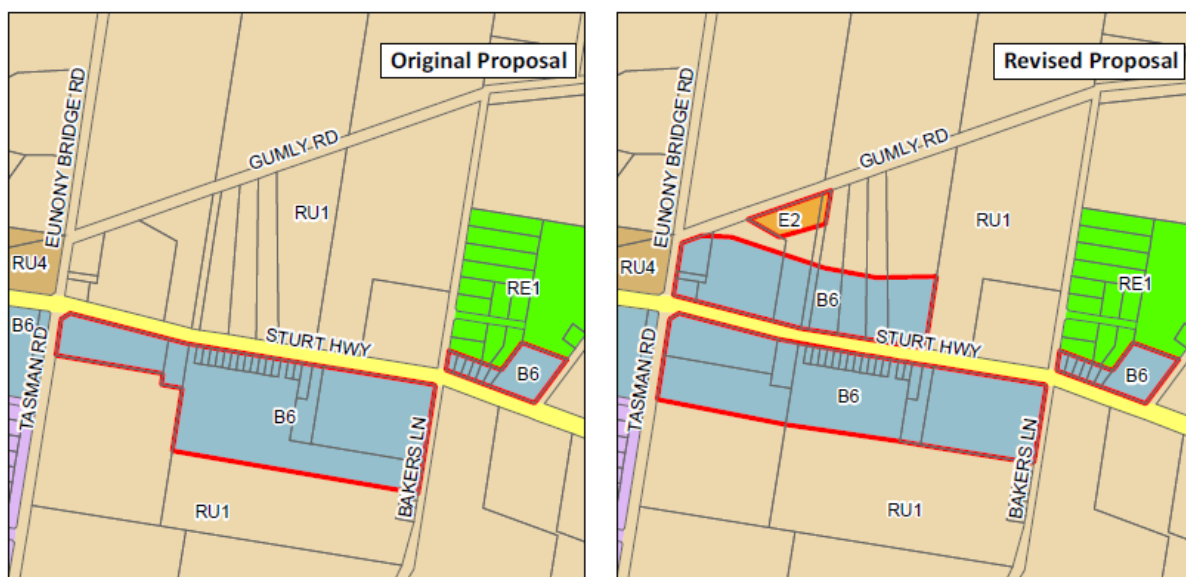 Original Proposal
EUNONY BRIDGE RD
GUMLY RD
RU1
RU4
RE1
B6
STURT HWY
TASMAN RD
B6
B6
BAKERS LN
RU1
Revised Proposal
EUNONY BRIDGE RD
GUMLY RD
E2
RU1
RU4
RE1
B6
STURT HWY
TASMAN RD
B6
B6
BAKERS LN
RU1